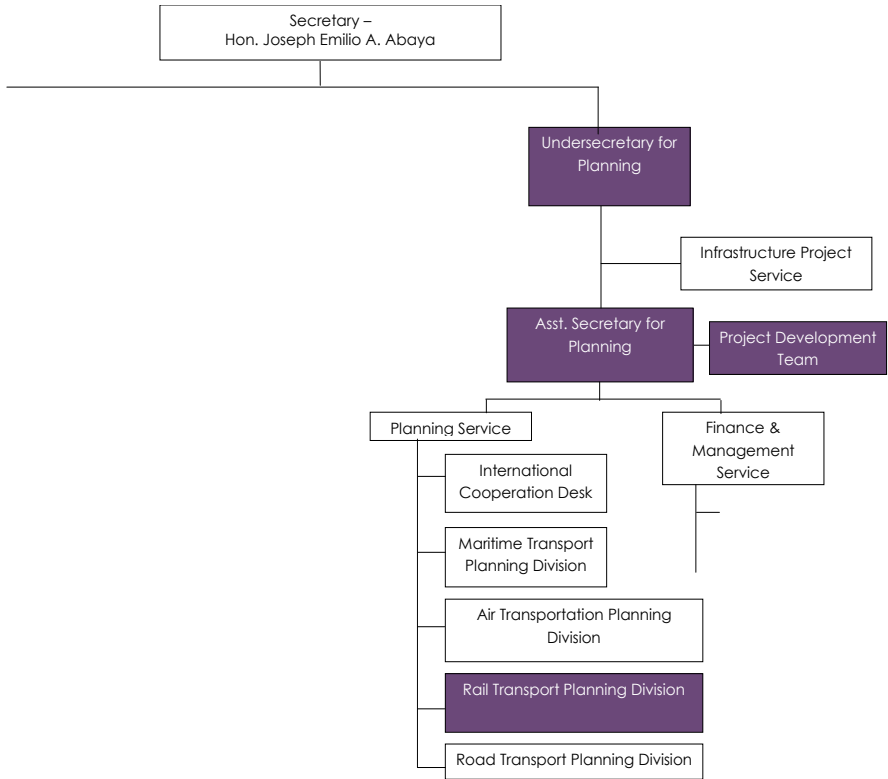 Secretary –
Hon. Joseph Emilio A. Abaya
Undersecretary for
Planning
Infrastructure Project
Service
Asst. Secretary for
Planning
Project Development
Team
Planning Service
Finance &
Management
Service
International
Cooperation Desk
Maritime Transport
Planning Division
Air Transportation Planning
Division
Rail Transport Planning Division
Road Transport Planning Division